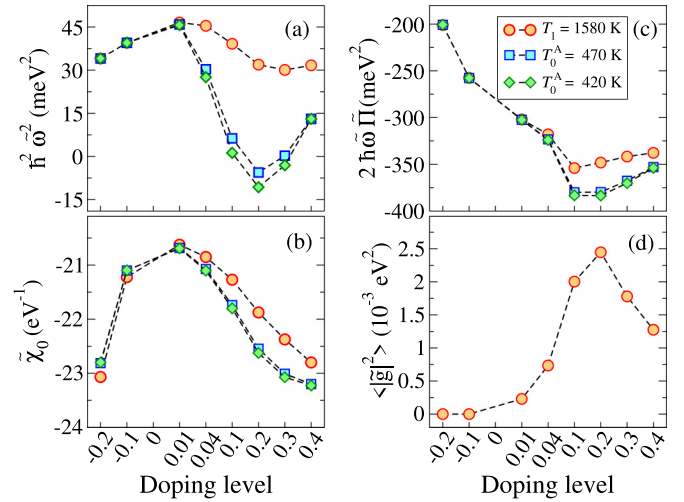 (a)
45
30
15
0
-15
ħ² ω̃² (meV²)
(c)
T₁ = 1580 K
T₀ᴬ = 470 K
T₀ᴬ = 420 K
-200
-250
-300
-350
-400
2 ħω̃ Π̃ (meV²)
(b)
-21
-22
-23
-24
χ̃₀ (eV⁻¹)
-0.2 -0.1 0 0.01 0.04 0.1 0.2 0.3 0.4
Doping level
(d)
2.5
2
1.5
1
0.5
0
<|g̃|²> (10⁻³ eV²)
-0.2 -0.1 0 0.01 0.04 0.1 0.2 0.3 0.4
Doping level